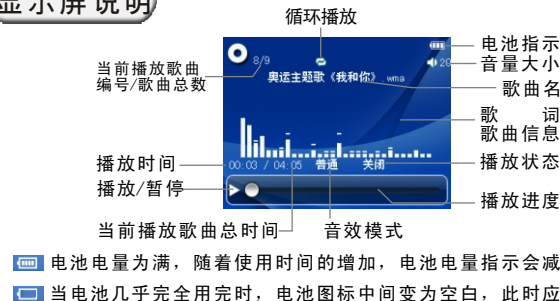 显示屏说明
循环播放
电池指示
8/9
20
音量大小
当前播放歌曲
编号/歌曲总数
奥运主题歌《我和你》.wma
歌曲名
歌 词
歌曲信息
播放时间
00:03 / 04:05 普通 关闭
播放状态
播放/暂停
播放进度
当前播放歌曲总时间
音效模式
电池电量为满，随着使用时间的增加，电池电量指示会减
当电池几乎完全用完时，电池图标中间变为空白，此时应